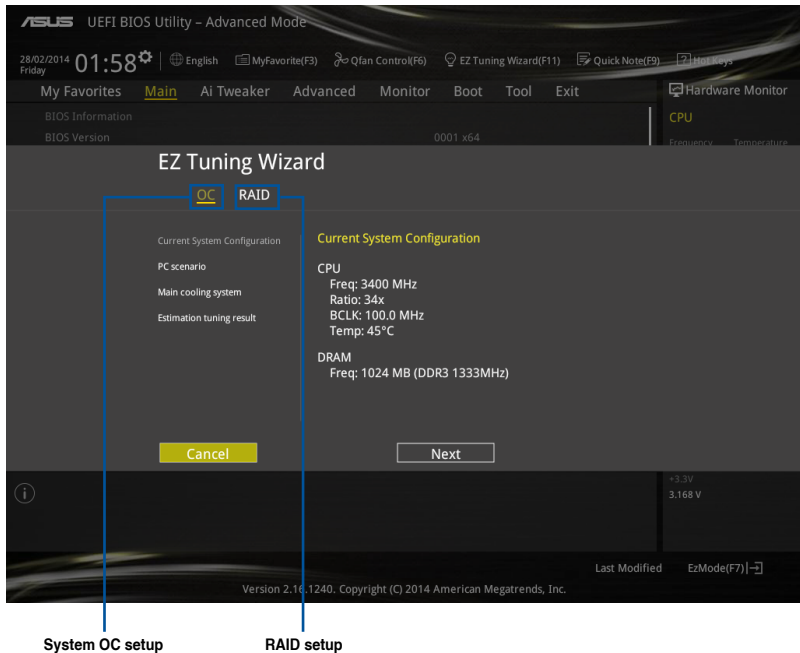 ASUS UEFI BIOS Utility – Advanced Mode
28/02/2014 Friday 01:58 English MyFavorite(F3) Qfan Control(F6) EZ Tuning Wizard(F11) Quick Note(F9) ? Hot Keys
My Favorites Main Ai Tweaker Advanced Monitor Boot Tool Exit Hardware Monitor
BIOS Information
CPU
BIOS Version 0001 x64
Frequency Temperature
EZ Tuning Wizard
OC RAID
Current System Configuration
PC scenario
Main cooling system
Estimation tuning result
Current System Configuration
CPU
Freq: 3400 MHz
Ratio: 34x
BCLK: 100.0 MHz
Temp: 45°C
DRAM
Freq: 1024 MB (DDR3 1333MHz)
Cancel Next
+3.3V
3.168 V
Last Modified EzMode(F7)
Version 2.16.1240. Copyright (C) 2014 American Megatrends, Inc.
System OC setup RAID setup